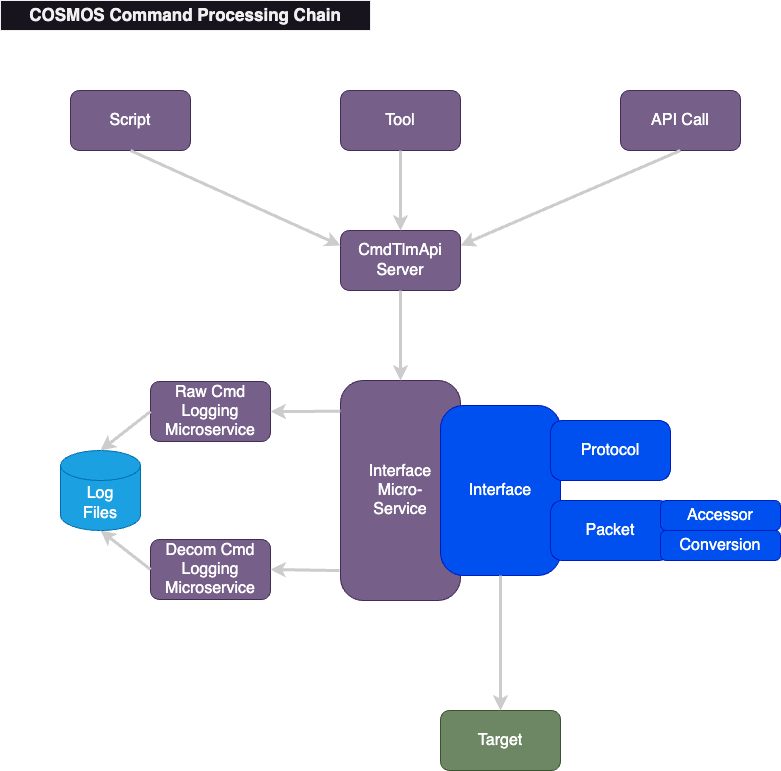 COSMOS Command Processing Chain
Script
Tool
API Call
CmdTlmApi
Server
Raw Cmd
Logging
Microservice
Interface
Micro-
Service
Interface
Protocol
Packet
Accessor
Conversion
Log
Files
Decom Cmd
Logging
Microservice
Target